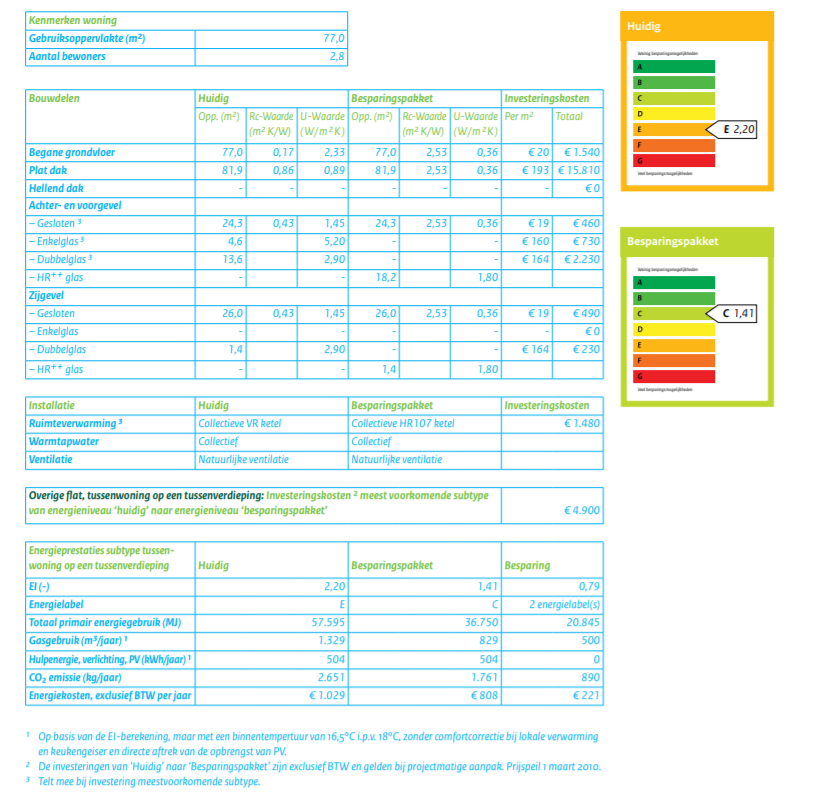 Kenmerken woning
Gebruiksoppervlakte (m²) 77,0
Aantal bewoners 2,8
Bouwdelen Huidig Besparingspakket Investeringskosten
Opp. (m²) Rc-Waarde U-Waarde Opp. (m²) Rc-Waarde U-Waarde Per m² Totaal
(m² K/W) (W/m² K) (m² K/W) (W/m² K)
Begane grondvloer 77,0 0,17 2,33 77,0 2,53 0,36 € 20 € 1.540
Plat dak 81,9 0,86 0,89 81,9 2,53 0,36 € 193 € 15.810
Hellend dak - - - - - - - € 0
Achter- en voorgevel
– Gesloten ³ 24,3 0,43 1,45 24,3 2,53 0,36 € 19 € 460
– Enkelglas ³ 4,6 5,20 - - € 160 € 730
– Dubbelglas ³ 13,6 2,90 - - € 164 € 2.230
– HR⁺⁺ glas - - 18,2 1,80
Zijgevel
– Gesloten 26,0 0,43 1,45 26,0 2,53 0,36 € 19 € 490
– Enkelglas - - - - - € 0
– Dubbelglas 1,4 2,90 - - € 164 € 230
– HR⁺⁺ glas - - 1,4 1,80
Installatie Huidig Besparingspakket Investeringskosten
Ruimteverwarming ³ Collectieve VR ketel Collectieve HR107 ketel € 1.480
Warmtapwater Collectief Collectief
Ventilatie Natuurlijke ventilatie Natuurlijke ventilatie
Overige flat, tussenwoning op een tussenverdieping: Investeringskosten ² meest voorkomende subtype
van energieniveau ‘huidig’ naar energieniveau ‘besparingspakket’ € 4.900
Energieprestaties subtype tussen-
woning op een tussenverdieping Huidig Besparingspakket Besparing
EI (-) 2,20 1,41 0,79
Energielabel E C 2 energielabel(s)
Totaal primair energiegebruik (MJ) 57.595 36.750 20.845
Gasgebruik (m³/jaar) ¹ 1.329 829 500
Hulpenergie, verlichting, PV (kWh/jaar) ¹ 504 504 0
CO₂ emissie (kg/jaar) 2.651 1.761 890
Energiekosten, exclusief BTW per jaar € 1.029 € 808 € 221
¹ Op basis van de EI-berekening, maar met een binnentempertuur van 16,5°C i.p.v. 18°C, zonder comfortcorrectie bij lokale verwarming
en keukengeiser en directe aftrek van de opbrengst van PV.
² De investeringen van ‘Huidig’ naar ‘Besparingspakket’ zijn exclusief BTW en gelden bij projectmatige aanpak. Prijspeil 1 maart 2010.
³ Telt mee bij investering meestvoorkomende subtype.
Huidig
Weinig besparingsmogelijkheden
A
B
C
D
E E 2,20
F
G
Veel besparingsmogelijkheden
Besparingspakket
Weinig besparingsmogelijkheden
A
B
C C 1,41
D
E
F
G
Veel besparingsmogelijkheden